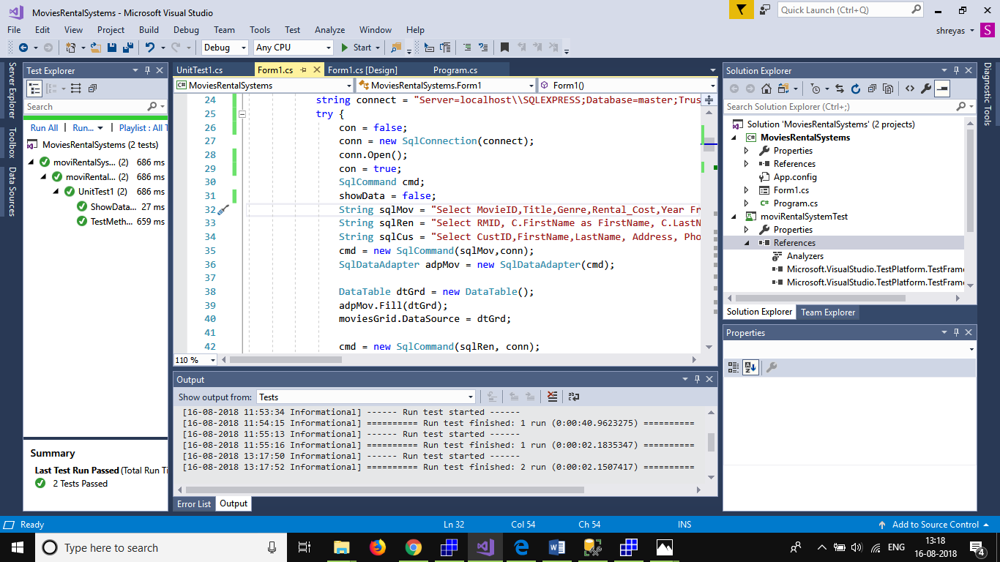 MoviesRentalSystems - Microsoft Visual Studio
Quick Launch (Ctrl+Q)
File Edit View Project Build Debug Team Tools Test Analyze Window Help
shreyas S
Debug Any CPU Start
Server Explorer
Toolbox
Data Sources
Test Explorer
Search
Run All Run... Playlist : All T
MoviesRentalSystems (2 tests)
moviRentalSys... (2) 686 ms
moviRental... (2) 686 ms
UnitTest1 (2) 686 ms
ShowData... 27 ms
TestMeth... 659 ms
Summary
Last Test Run Passed (Total Run Ti
2 Tests Passed
UnitTest1.cs Form1.cs Form1.cs [Design] Program.cs
MoviesRentalSystems MoviesRentalSystems.Form1 Form1()
24 string connect = "Server=localhost\\SQLEXPRESS;Database=master;Trus
25 try {
26 con = false;
27 conn = new SqlConnection(connect);
28 conn.Open();
29 con = true;
30 SqlCommand cmd;
31 showData = false;
32 String sqlMov = "Select MovieID,Title,Genre,Rental_Cost,Year Fr
33 String sqlRen = "Select RMID, C.FirstName as FirstName, C.LastN
34 String sqlCus = "Select CustID,FirstName,LastName, Address, Pho
35 cmd = new SqlCommand(sqlMov,conn);
36 SqlDataAdapter adpMov = new SqlDataAdapter(cmd);
37
38 DataTable dtGrd = new DataTable();
39 adpMov.Fill(dtGrd);
40 moviesGrid.DataSource = dtGrd;
41
42 cmd = new SqlCommand(sqlRen, conn);
110 %
Output
Show output from: Tests
[16-08-2018 11:53:34 Informational] ------ Run test started ------
[16-08-2018 11:54:15 Informational] ========== Run test finished: 1 run (0:00:40.9623275) ==========
[16-08-2018 11:55:13 Informational] ------ Run test started ------
[16-08-2018 11:55:16 Informational] ========== Run test finished: 1 run (0:00:02.1835347) ==========
[16-08-2018 13:17:50 Informational] ------ Run test started ------
[16-08-2018 13:17:52 Informational] ========== Run test finished: 2 run (0:00:02.1507417) ==========
Error List Output
Solution Explorer
Search Solution Explorer (Ctrl+;)
Solution 'MoviesRentalSystems' (2 projects)
MoviesRentalSystems
Properties
References
App.config
Form1.cs
Program.cs
moviRentalSystemTest
Properties
References
Analyzers
Microsoft.VisualStudio.TestPlatform.TestFrame
Microsoft.VisualStudio.TestPlatform.TestFrame
Solution Explorer Team Explorer
Properties
Diagnostic Tools
Ready Ln 32 Col 54 Ch 54 INS Add to Source Control
Type here to search
ENG 13:18
16-08-2018
4